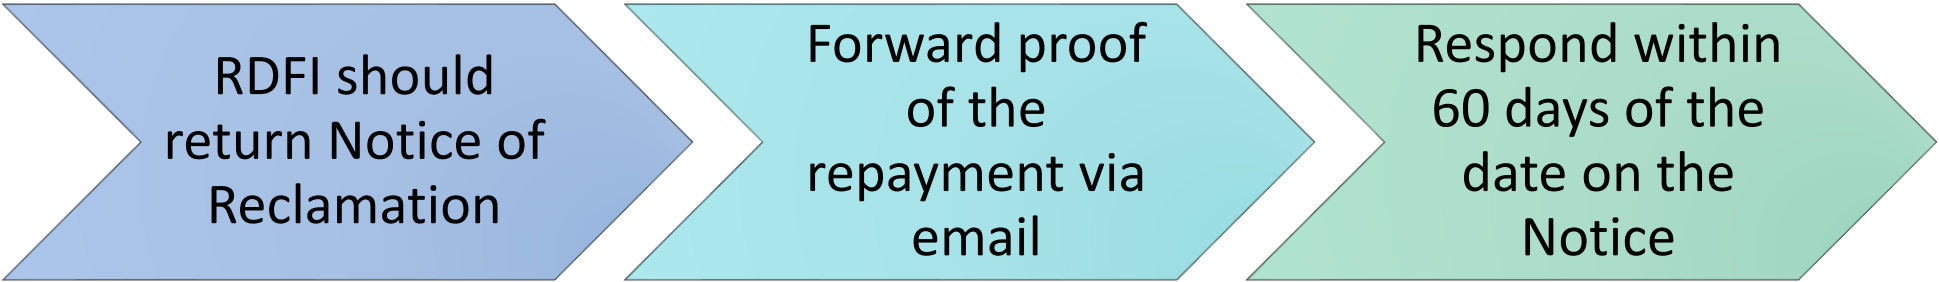 RDFI should
return Notice of
Reclamation
Forward proof
of the
repayment via
email
Respond within
60 days of the
date on the
Notice